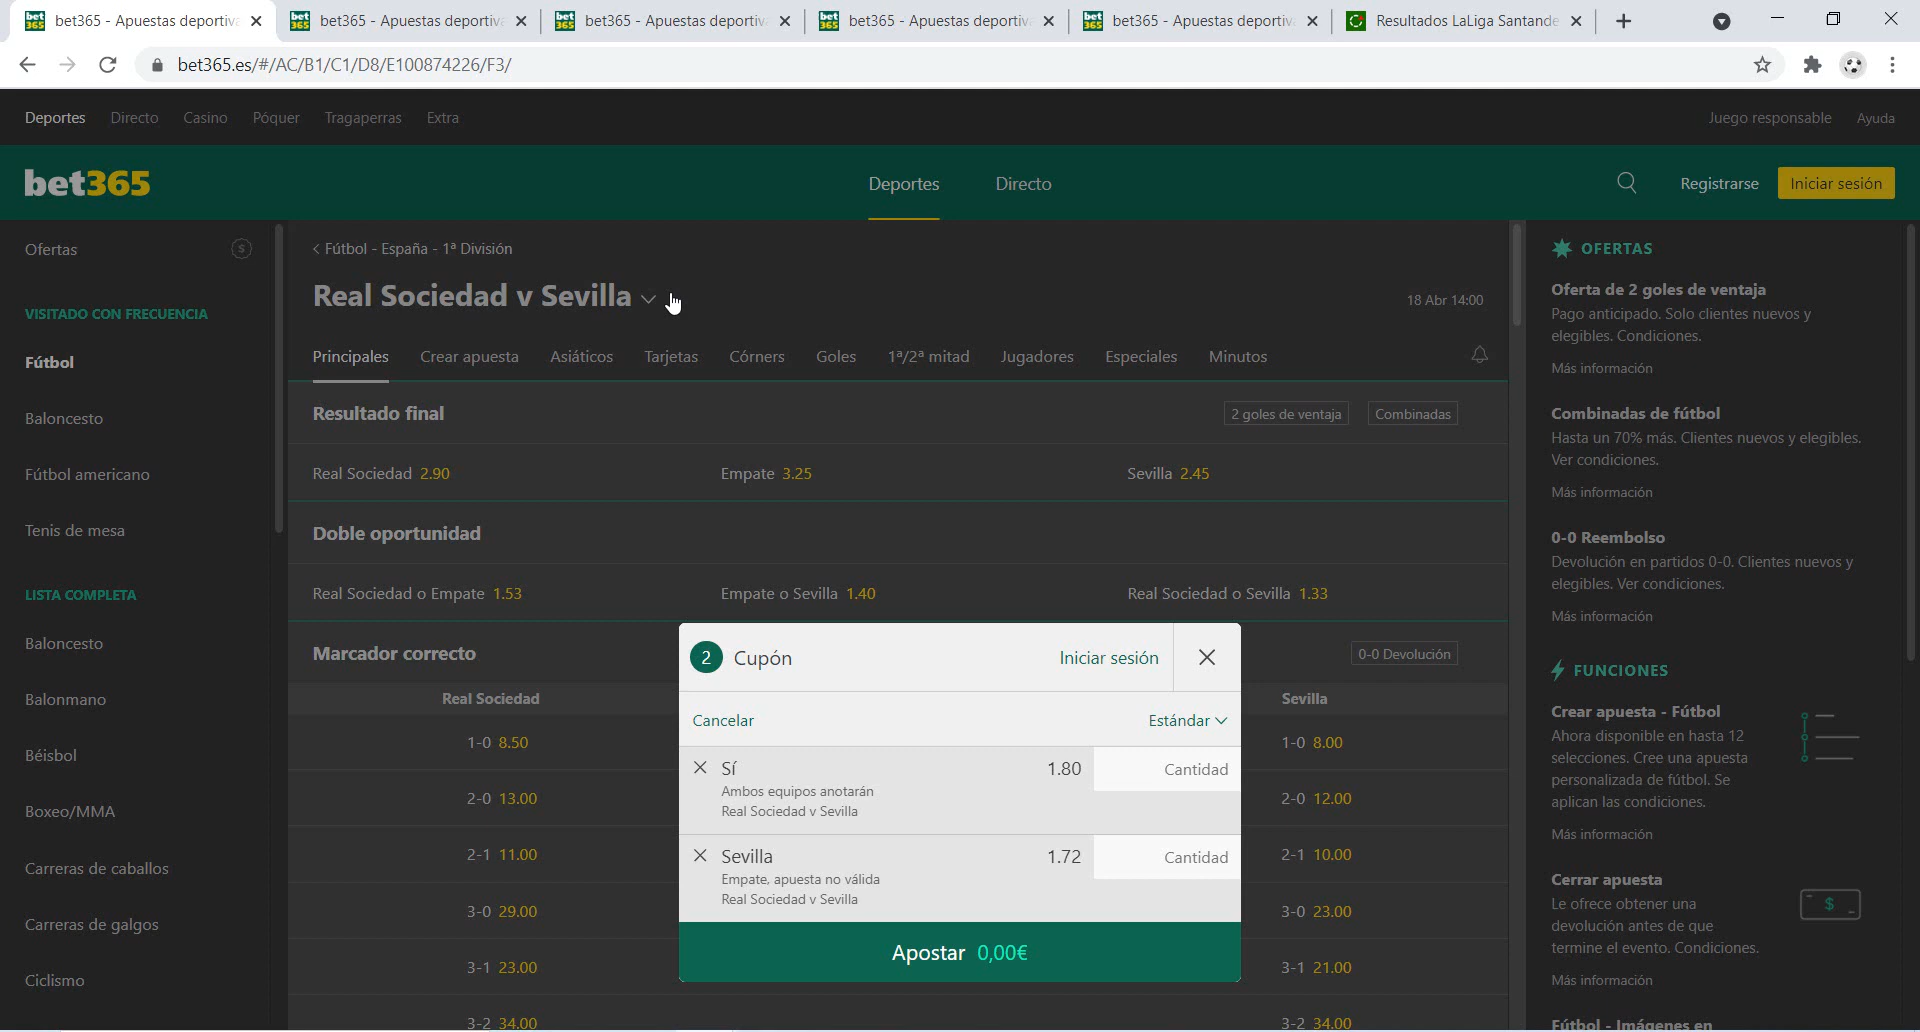 bet365 - Apuestas deportiva
bet365 - Apuestas deportiva
bet365 - Apuestas deportiva
bet365 - Apuestas deportiva
bet365 - Apuestas deportiva
Resultados LaLiga Santande
bet365.es/#/AC/B1/C1/D8/E100874226/F3/
Deportes Directo Casino Póquer Tragaperras Extra
Juego responsable Ayuda
bet365
Deportes Directo
Registrarse Iniciar sesión
Ofertas
VISITADO CON FRECUENCIA
Fútbol
Baloncesto
Fútbol americano
Tenis de mesa
LISTA COMPLETA
Baloncesto
Balonmano
Béisbol
Boxeo/MMA
Carreras de caballos
Carreras de galgos
Ciclismo
< Fútbol - España - 1ª División
Real Sociedad v Sevilla
18 Abr 14:00
Principales Crear apuesta Asiáticos Tarjetas Córners Goles 1ª/2ª mitad Jugadores Especiales Minutos
Resultado final 2 goles de ventaja Combinadas
Real Sociedad 2.90 Empate 3.25 Sevilla 2.45
Doble oportunidad
Real Sociedad o Empate 1.53 Empate o Sevilla 1.40 Real Sociedad o Sevilla 1.33
Marcador correcto 0-0 Devolución
Real Sociedad Sevilla
1-0 8.50 1-0 8.00
2-0 13.00 2-0 12.00
2-1 11.00 2-1 10.00
3-0 29.00 3-0 23.00
3-1 23.00 3-1 21.00
3-2 34.00 3-2 34.00
2 Cupón Iniciar sesión
Cancelar Estándar
Sí 1.80 Cantidad
Ambos equipos anotarán
Real Sociedad v Sevilla
Sevilla 1.72 Cantidad
Empate, apuesta no válida
Real Sociedad v Sevilla
Apostar 0,00€
OFERTAS
Oferta de 2 goles de ventaja
Pago anticipado. Solo clientes nuevos y
elegibles. Condiciones.
Más información
Combinadas de fútbol
Hasta un 70% más. Clientes nuevos y elegibles.
Ver condiciones.
Más información
0-0 Reembolso
Devolución en partidos 0-0. Clientes nuevos y
elegibles. Ver condiciones.
Más información
FUNCIONES
Crear apuesta - Fútbol
Ahora disponible en hasta 12
selecciones. Cree una apuesta
personalizada de fútbol. Se
aplican las condiciones.
Más información
Cerrar apuesta
Le ofrece obtener una
devolución antes de que
termine el evento. Condiciones.
Más información
Fútbol - Imágenes en